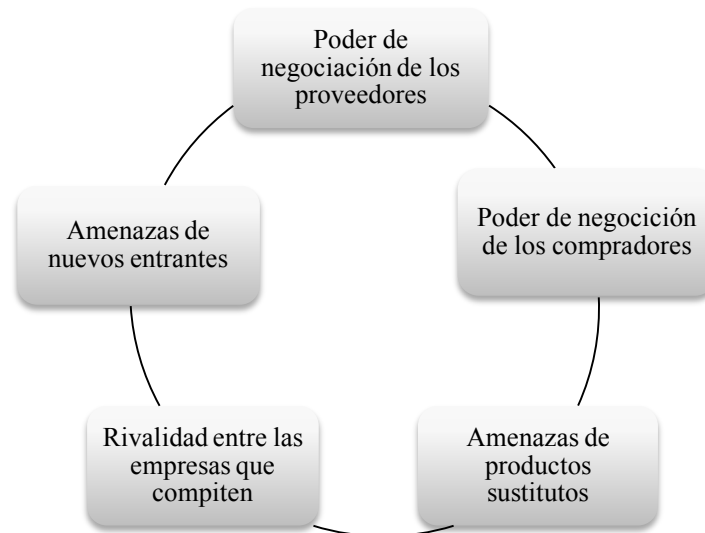 Poder de
negociación de los
proveedores
Poder de negocición
de los compradores
Amenazas de
productos
sustitutos
Rivalidad entre las
empresas que
compiten
Amenazas de
nuevos entrantes